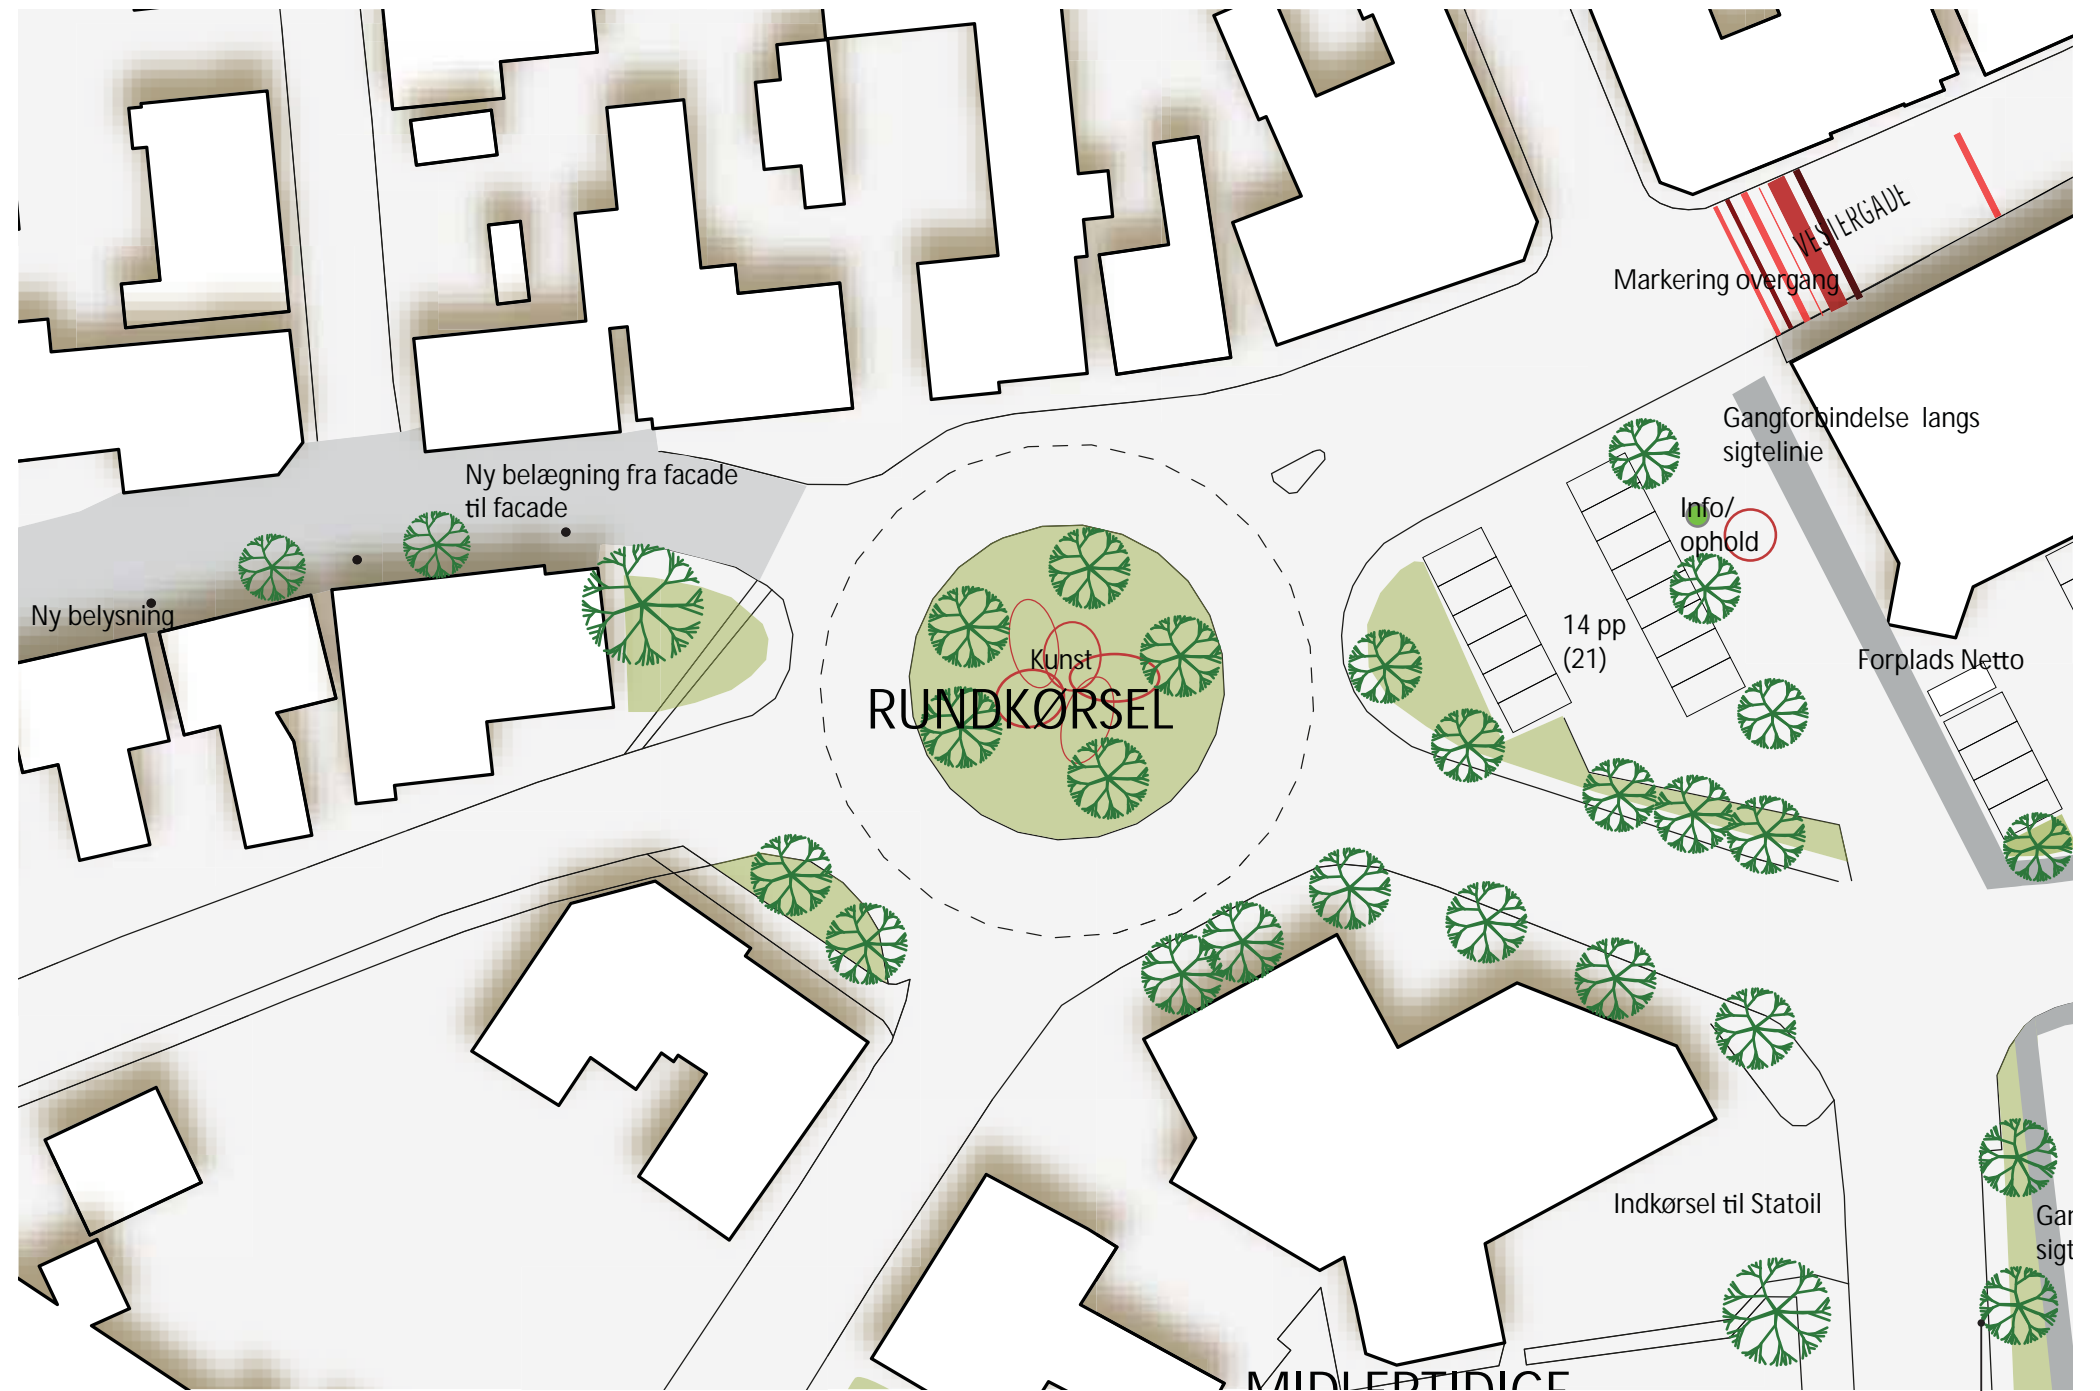 VESTERGADE
Markering overgang
Gangforbindelse langs
sigtelinie
Ny belægning fra facade
til facade
Info/
ophold
Ny belysning
14 pp
(21)
Kunst
Forplads Netto
RUNDKØRSEL
Indkørsel til Statoil